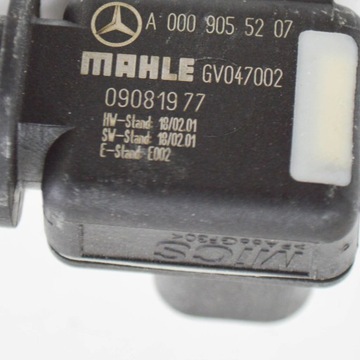 A 000 905 52 07
MAHLE GV047002
09081977
HW-Stand: 18/02.01
SW-Stand: 18/02.01
E-Stand: E002
MICS